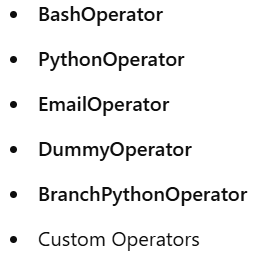 • BashOperator
• PythonOperator
• EmailOperator
• DummyOperator
• BranchPythonOperator
• Custom Operators